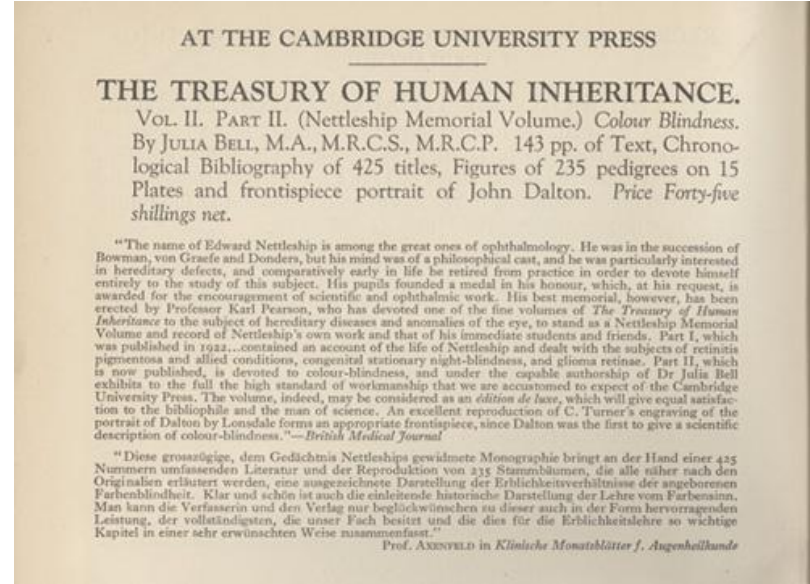 AT THE CAMBRIDGE UNIVERSITY PRESS
THE TREASURY OF HUMAN INHERITANCE.
VOL. II. PART II. (Nettleship Memorial Volume.) Colour Blindness.
By JULIA BELL, M.A., M.R.C.S., M.R.C.P. 143 pp. of Text, Chrono-
logical Bibliography of 425 titles, Figures of 235 pedigrees on 15
Plates and frontispiece portrait of John Dalton. Price Forty-five
shillings net.
"The name of Edward Nettleship is among the great ones of ophthalmology. He was in the succession of
Bowman, von Graefe and Donders, but his mind was of a philosophical cast, and he was particularly interested
in hereditary defects, and comparatively early in life he retired from practice in order to devote himself
entirely to the study of this subject. His pupils founded a medal in his honour, which, at his request, is
awarded for the encouragement of scientific and ophthalmic work. His best memorial, however, has been
erected by Professor Karl Pearson, who has devoted one of the fine volumes of The Treasury of Human
Inheritance to the subject of hereditary diseases and anomalies of the eye, to stand as a Nettleship Memorial
Volume and record of Nettleship's own work and that of his immediate students and friends. Part I, which
was published in 1922...contained an account of the life of Nettleship and dealt with the subjects of retinitis
pigmentosa and allied conditions, congenital stationary night-blindness, and glioma retinae. Part II, which
is now published, is devoted to colour-blindness, and under the capable authorship of Dr Julia Bell
exhibits to the full the high standard of workmanship that we are accustomed to expect of the Cambridge
University Press. The volume, indeed, may be considered as an édition de luxe, which will give equal satisfac-
tion to the bibliophile and the man of science. An excellent reproduction of C. Turner's engraving of the
portrait of Dalton by Lonsdale forms an appropriate frontispiece, since Dalton was the first to give a scientific
description of colour-blindness."—British Medical Journal
"Diese grosszügige, dem Gedächtnis Nettleships gewidmete Monographie bringt an der Hand einer 425
Nummern umfassenden Literatur und der Reproduktion von 235 Stammbäumen, die alle näher nach den
Originalien erläutert werden, eine ausgezeichnete Darstellung der Erblichkeitsverhältnisse der angeborenen
Farbenblindheit. Klar und schön ist auch die einleitende historische Darstellung der Lehre vom Farbensinn.
Man kann die Verfasserin und den Verlag nur beglückwünschen zu dieser auch in der Form hervorragenden
Leistung, der vollständigsten, die unser Fach besitzt und die dies für die Erblichkeitslehre so wichtige
Kapitel in einer sehr erwünschten Weise zusammenfasst."
Prof. AXENFELD in Klinische Monatsblätter f. Augenheilkunde